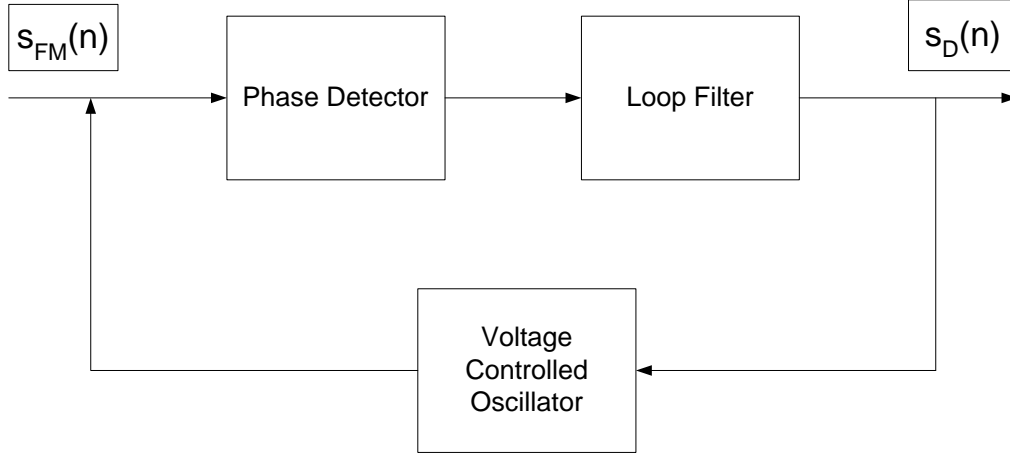 s_FM(n)
s_D(n)
Phase Detector
Loop Filter
Voltage
Controlled
Oscillator